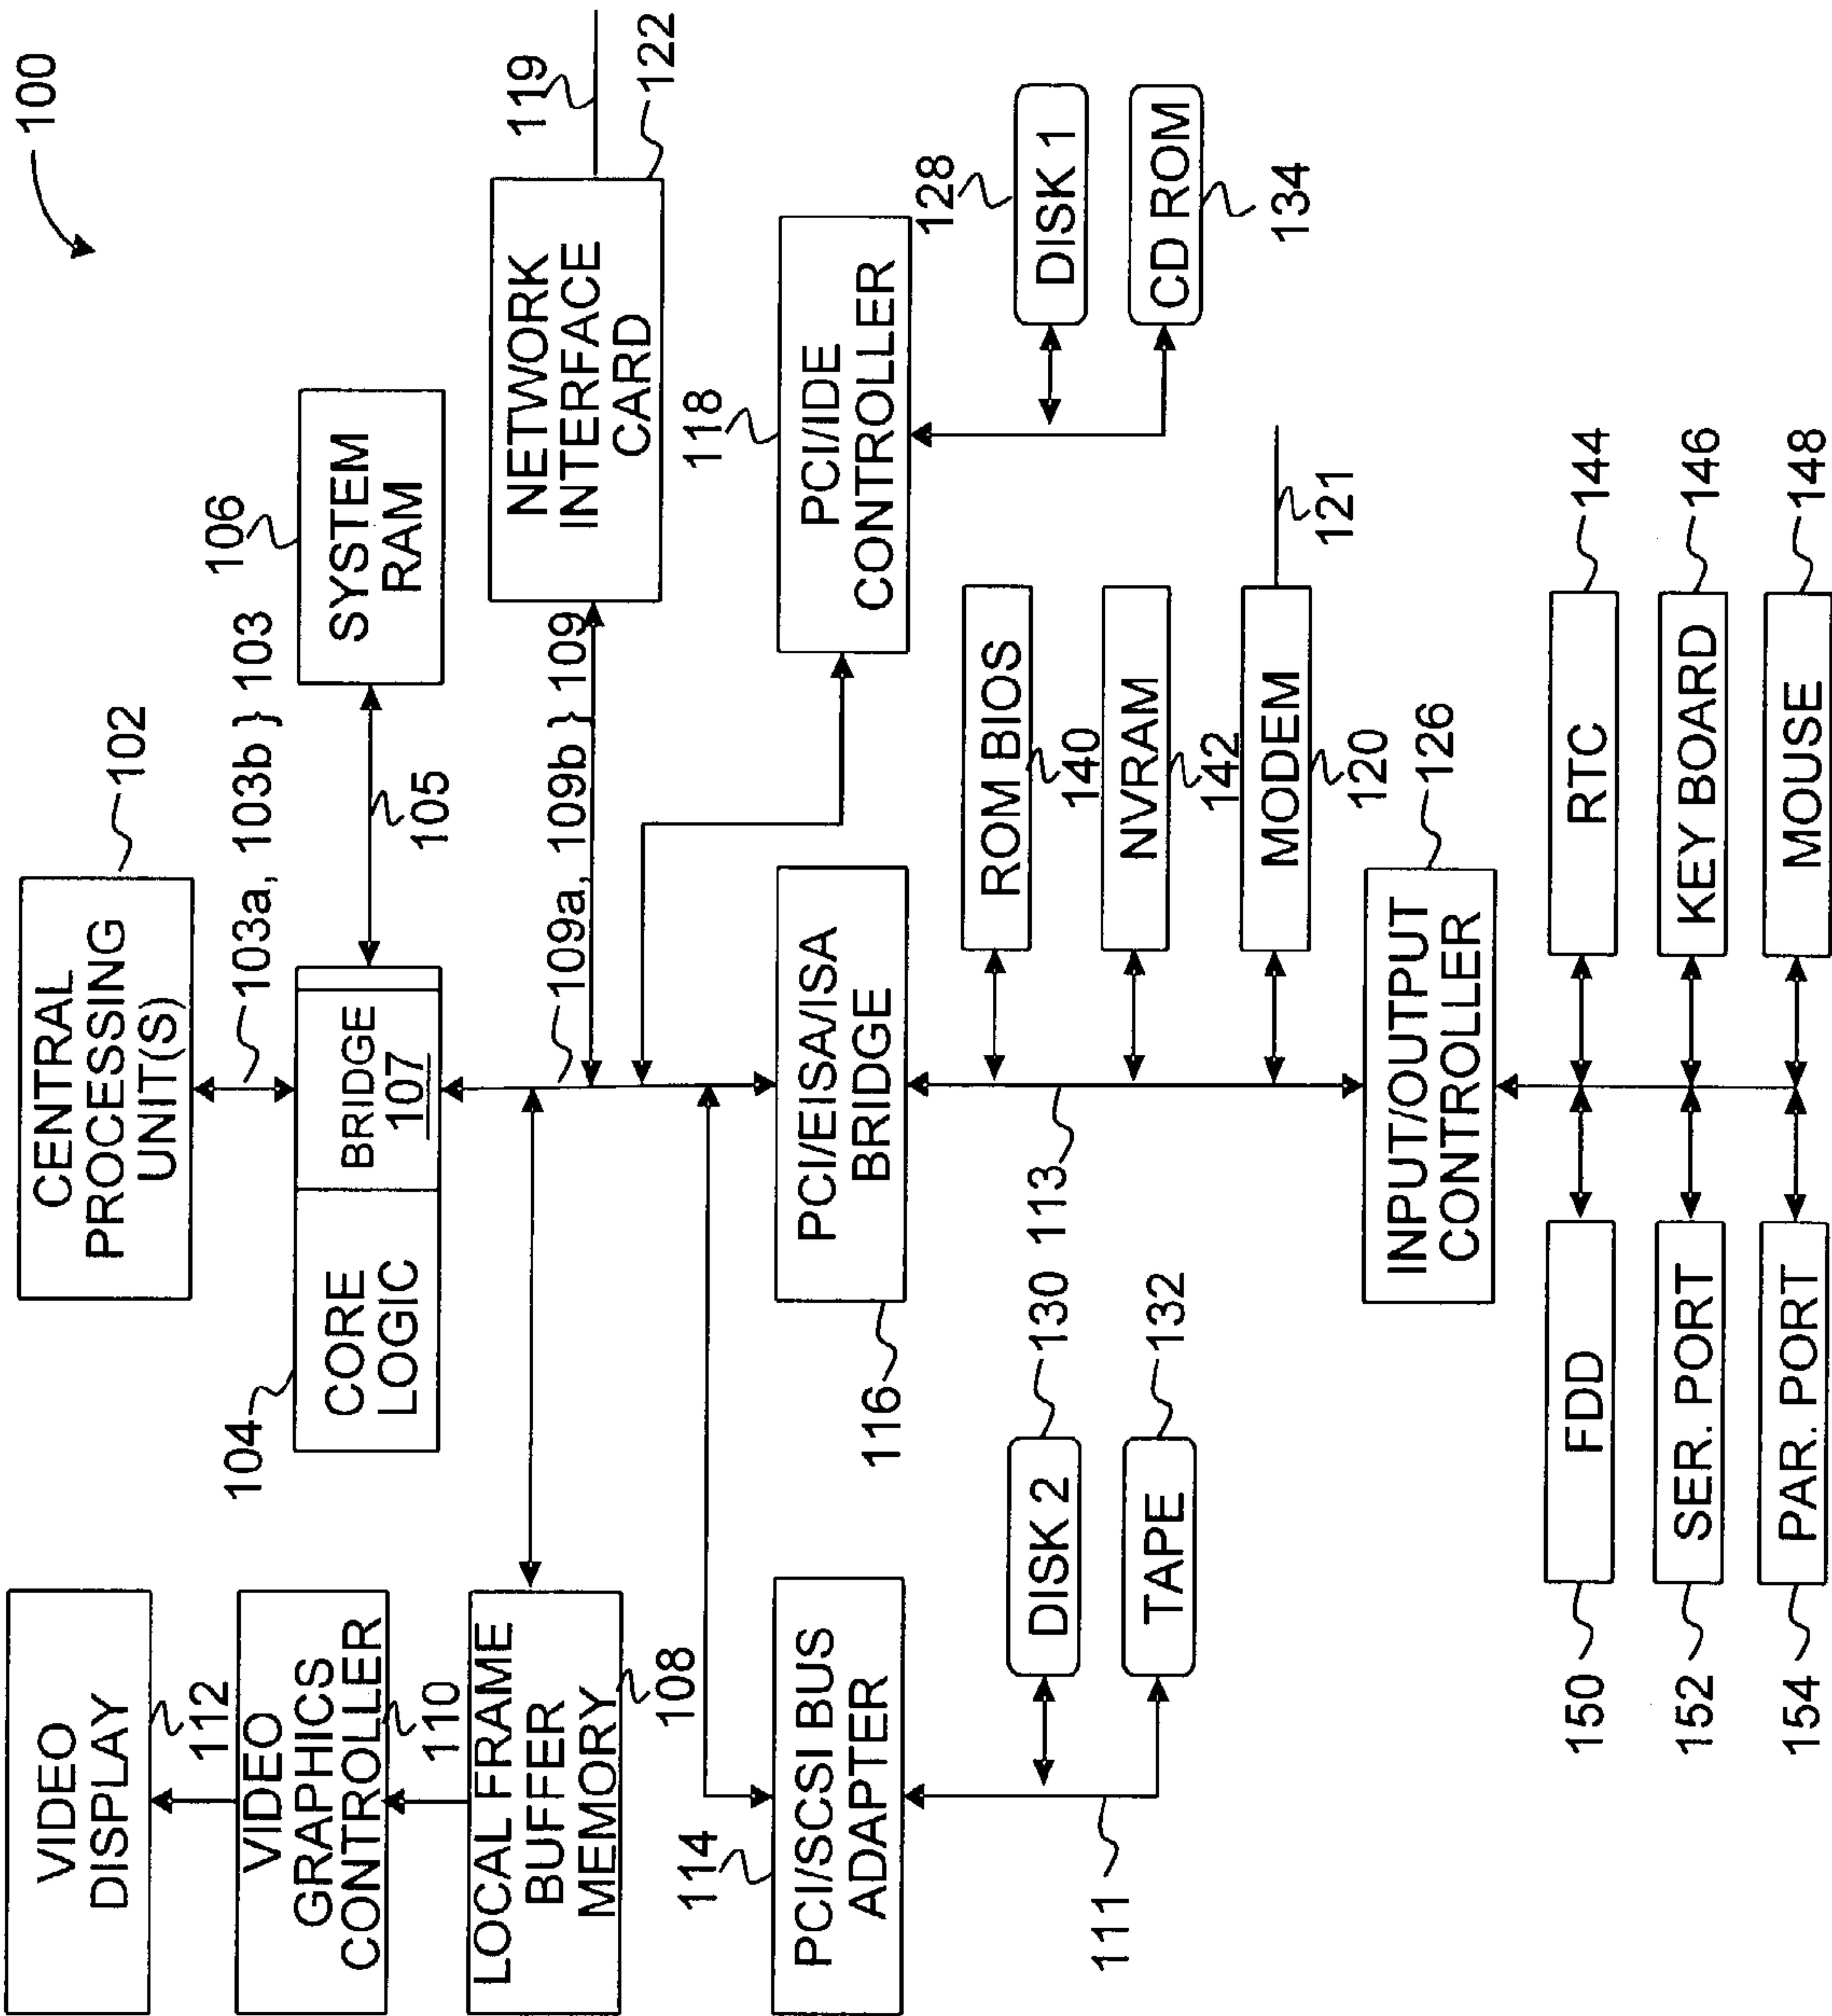 100
CENTRAL
PROCESSING
UNIT(S)
102
103a, 103b } 103
CORE
LOGIC
104
BRIDGE
107
105
SYSTEM
RAM
106
109a, 109b } 109
NETWORK
INTERFACE
CARD
119
122
VIDEO
DISPLAY
112
VIDEO
GRAPHICS
CONTROLLER
110
LOCAL FRAME
BUFFER
MEMORY
108
PCI/SCSI BUS
ADAPTER
114
111
DISK 2
130
TAPE
132
PCI/EISA/ISA
BRIDGE
116
113
PCI/IDE
CONTROLLER
118
DISK 1
128
CD ROM
134
ROM BIOS
140
NVRAM
142
MODEM
120
121
INPUT/OUTPUT
CONTROLLER
126
FDD
150
SER. PORT
152
PAR. PORT
154
RTC
144
KEY BOARD
146
MOUSE
148